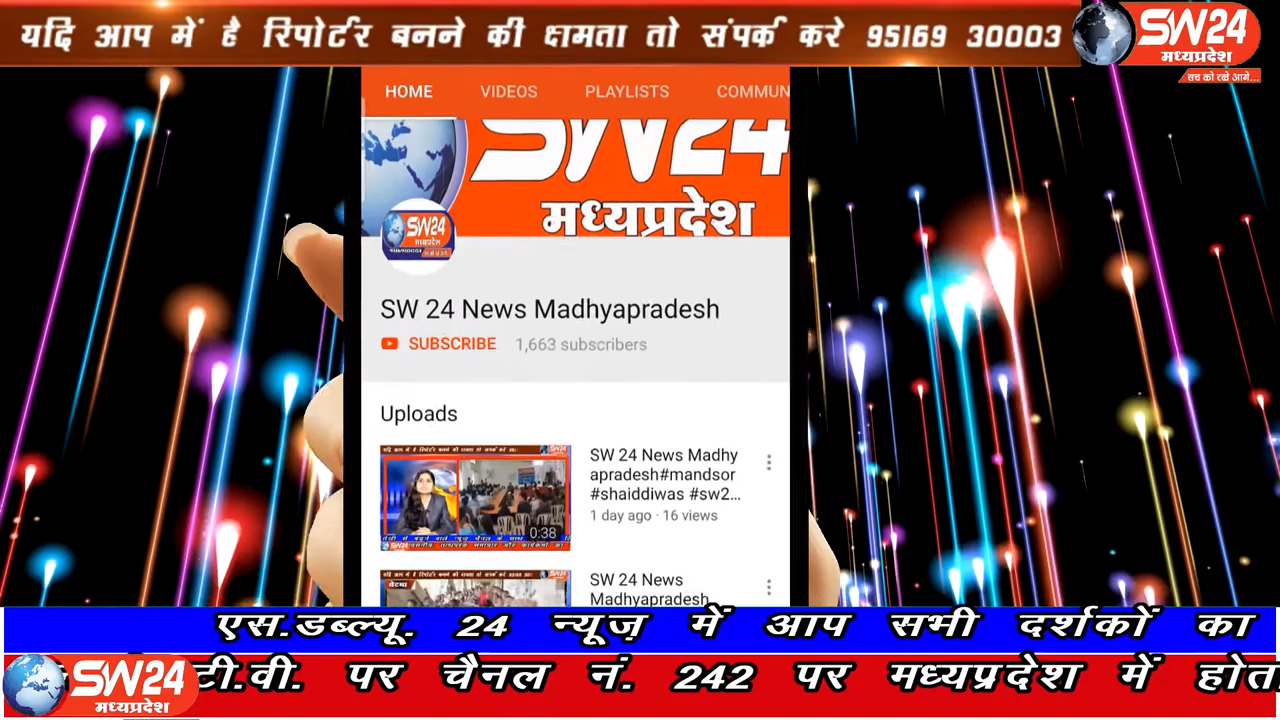 यदि आप में है रिपोर्टर बनने की क्षमता तो संपर्क करे 95169 30003
SW24
मध्यप्रदेश
सच को रखे आगे...
HOME VIDEOS PLAYLISTS COMMUN
SW24
मध्यप्रदेश
SW24
SW 24 News Madhyapradesh
SUBSCRIBE 1,663 subscribers
Uploads
SW 24 News Madhy
apradesh#mandsor
#shaiddiwas #sw2...
1 day ago · 16 views
0:38
SW 24 News
Madhyapradesh
एस.डब्ल्यू. 24 न्यूज़ में आप सभी दर्शकों का
टी.वी. पर चैनल नं. 242 पर मध्यप्रदेश में होत
SW24
मध्यप्रदेश